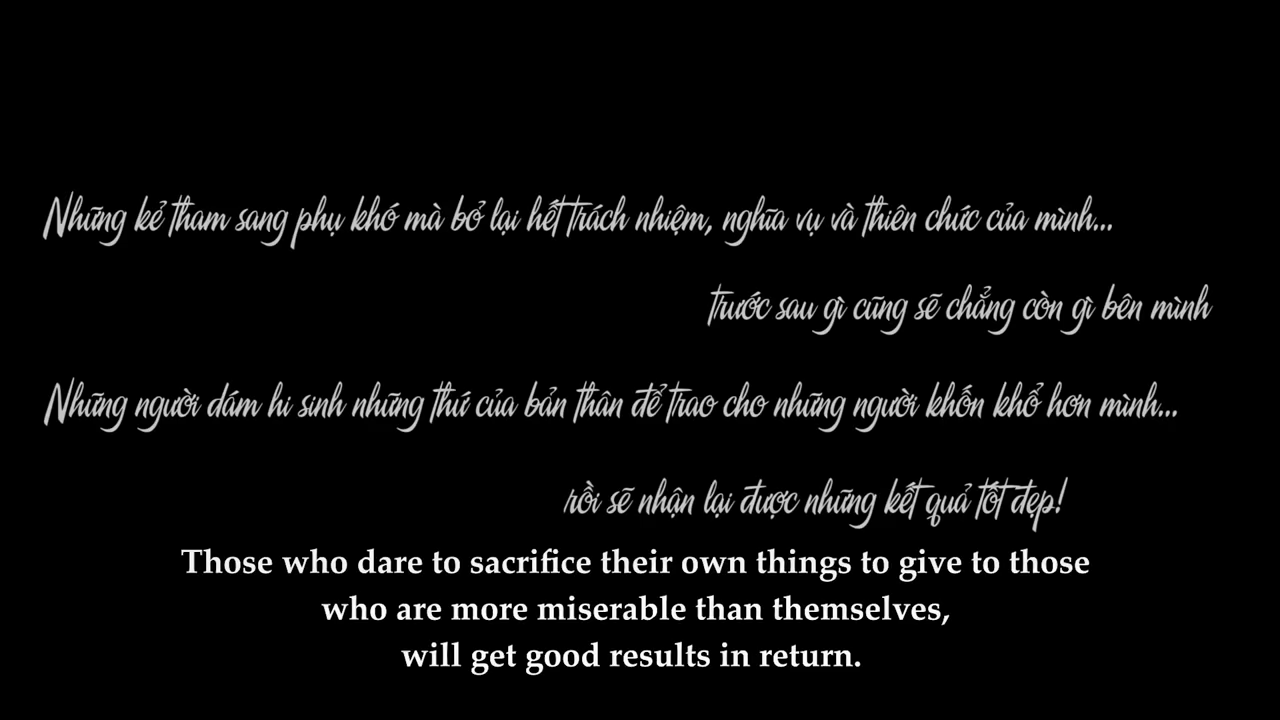 Những kẻ tham sang phụ khó mà bỏ lại hết trách nhiệm, nghĩa vụ và thiên chức của mình...
trước sau gì cũng sẽ chẳng còn gì bên mình
Những người dám hi sinh những thứ của bản thân để trao cho những người khốn khổ hơn mình...
rồi sẽ nhận lại được những kết quả tốt đẹp!
Those who dare to sacrifice their own things to give to those
who are more miserable than themselves,
will get good results in return.